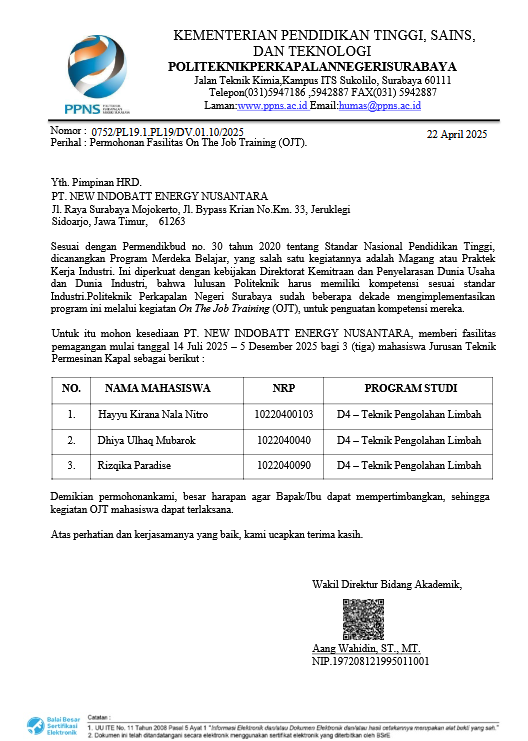 KEMENTERIAN PENDIDIKAN TINGGI, SAINS,
DAN TEKNOLOGI
POLITEKNIKPERKAPALANNEGERISURABAYA
Jalan Teknik Kimia,Kampus ITS Sukolilo, Surabaya 60111
Telepon(031)5947186 ,5942887 FAX(031) 5942887
Laman:www.ppns.ac.id Email:humas@ppns.ac.id
PPNS
Nomor : 0752/PL19.1.PL19/DV.01.10/2025
22 April 2025
Perihal : Permohonan Fasilitas On The Job Training (OJT).
Yth. Pimpinan HRD.
PT. NEW INDOBATT ENERGY NUSANTARA
Jl. Raya Surabaya Mojokerto, Jl. Bypass Krian No.Km. 33, Jeruklegi
Sidoarjo, Jawa Timur, 61263
Sesuai dengan Permendikbud no. 30 tahun 2020 tentang Standar Nasional Pendidikan Tinggi,
dicanangkan Program Merdeka Belajar, yang salah satu kegiatannya adalah Magang atau Praktek
Kerja Industri. Ini diperkuat dengan kebijakan Direktorat Kemitraan dan Penyelarasan Dunia Usaha
dan Dunia Industri, bahwa lulusan Politeknik harus memiliki kompetensi sesuai standar
Industri.Politeknik Perkapalan Negeri Surabaya sudah beberapa dekade mengimplementasikan
program ini melalui kegiatan On The Job Training (OJT), untuk penguatan kompetensi mereka.
Untuk itu mohon kesediaan PT. NEW INDOBATT ENERGY NUSANTARA, memberi fasilitas
pemagangan mulai tanggal 14 Juli 2025 – 5 Desember 2025 bagi 3 (tiga) mahasiswa Jurusan Teknik
Permesinan Kapal sebagai berikut :
NO. NAMA MAHASISWA NRP PROGRAM STUDI
1. Hayyu Kirana Nala Nitro 10220400103 D4 – Teknik Pengolahan Limbah
2. Dhiya Ulhaq Mubarok 1022040040 D4 – Teknik Pengolahan Limbah
3. Rizqika Paradise 1022040090 D4 – Teknik Pengolahan Limbah
Demikian permohonankami, besar harapan agar Bapak/Ibu dapat mempertimbangkan, sehingga
kegiatan OJT mahasiswa dapat terlaksana.
Atas perhatian dan kerjasamanya yang baik, kami ucapkan terima kasih.
Wakil Direktur Bidang Akademik,
Aang Wahidin, ST., MT.
NIP.197208121995011001
Balai Besar
Sertifikasi
Elektronik
Catatan :
1. UU ITE No. 11 Tahun 2008 Pasal 5 Ayat 1 "Informasi Elektronik dan/atau Dokumen Elektronik dan/atau hasil cetakannya merupakan alat bukti yang sah."
2. Dokumen ini telah ditandatangani secara elektronik menggunakan sertifikat elektronik yang diterbitkan oleh BSrE